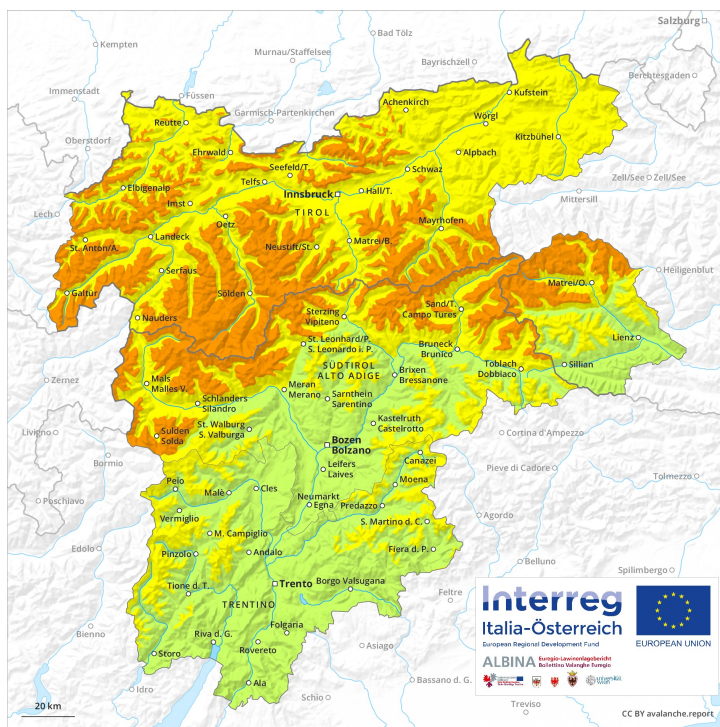 Salzburg
Kempten
Bad Tölz
Murnau/Staffelsee
Bayrischzell
Berchtesgaden
Immenstadt
Füssen
Garmisch-Partenkirchen
Achenkirch
Kufstein
Wörgl
Reutte
Oberstdorf
Ehrwald
Kitzbühel
Alpbach
Seefeld/T.
Schwaz
Telfs
Zell/See
Zell/See
Elbigenalp
Innsbruck
Hall/T.
Mittersill
Imst
Lech
TIROL
Oetz
Mayrhofen
St. Anton/A.
Landeck
Neustift/St.
Matrei/B.
Serfaus
Heiligenblut
Matrei/O.
Galtür
Sölden
Sand/T.
Campo Tures
Nauders
Sterzing
Vipiteno
Lienz
St. Leonhard/P.
S. Leonardo i. P.
Bruneck
Brunico
Toblach
Dobbiaco
Sillian
SÜDTIROL
ALTO ADIGE
Brixen
Bressanone
Zernez
Mals
Malles V.
Meran
Merano
Sarnthein
Sarentino
Schlanders
Silandro
St. Walburg
S. Valburga
Kastelruth
Castelrotto
Livigno
Sulden
Solda
Cortina d'Ampezzo
Bozen
Bolzano
Canazei
Bormio
Leifers
Laives
Pieve di Cadore
Tolmezzo
Moena
Peio
Cles
Malè
Neumarkt
Egna
Predazzo
Poschiavo
Vermiglio
Agordo
S. Martino d. C.
M. Campiglio
Edolo
Pinzolo
Andalo
Fiera d. P.
Belluno
Spilimbergo
Tione d. T.
Trento
Borgo Valsugana
Feltre
TRENTINO
Folgaria
Bienno
Riva d. G.
Rovereto
Asiago
Storo
Idro
Ala
Schio
Bassano d. G.
Treviso
20 km
Interreg
Italia-Österreich
European Regional Development Fund
EUROPEAN UNION
ALBINA
Euregio-Lawinenlagebericht
Bollettino Valanghe Euregio
CC BY avalanche.report